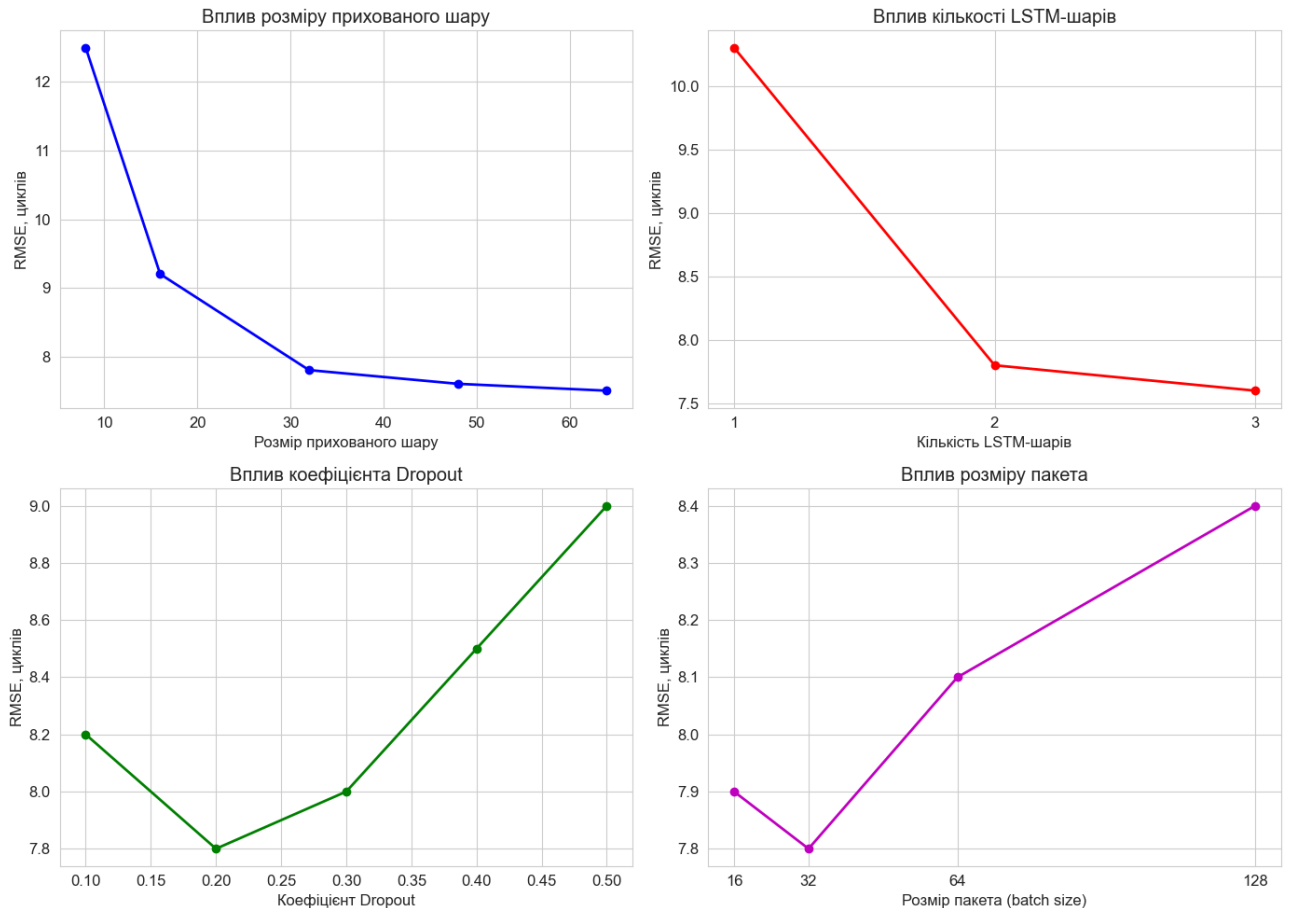 Вплив розміру прихованого шару
RMSE, циклів
12
11
10
9
8
10 20 30 40 50 60
Розмір прихованого шару
Вплив кількості LSTM-шарів
RMSE, циклів
10.0
9.5
9.0
8.5
8.0
7.5
1 2 3
Кількість LSTM-шарів
Вплив коефіцієнта Dropout
RMSE, циклів
9.0
8.8
8.6
8.4
8.2
8.0
7.8
0.10 0.15 0.20 0.25 0.30 0.35 0.40 0.45 0.50
Коефіцієнт Dropout
Вплив розміру пакета
RMSE, циклів
8.4
8.3
8.2
8.1
8.0
7.9
7.8
16 32 64 128
Розмір пакета (batch size)